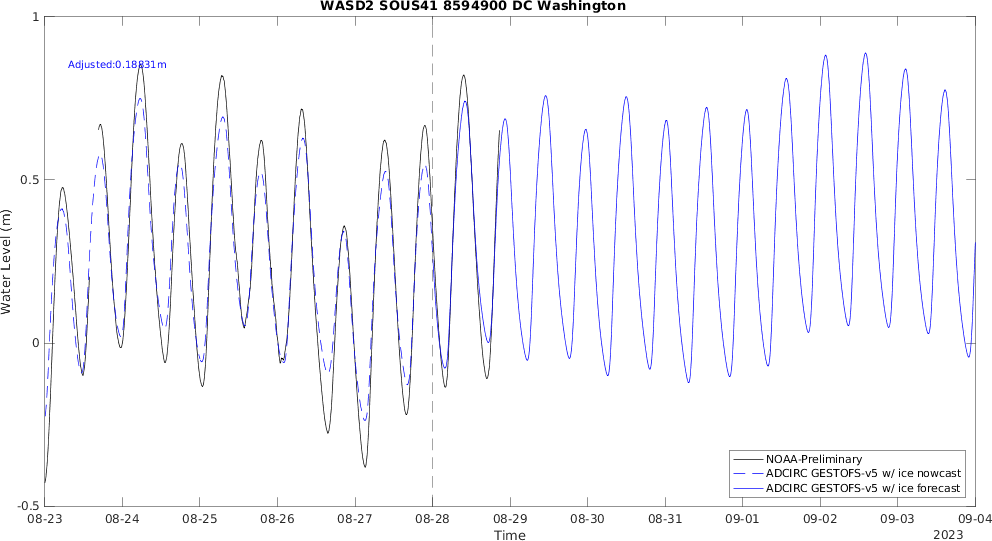 WASD2 SOUS41 8594900 DC Washington
1
Adjusted:0.18831m
0.5
Water Level (m)
0
NOAA-Preliminary
ADCIRC GESTOFS-v5 w/ ice nowcast
ADCIRC GESTOFS-v5 w/ ice forecast
-0.5
08-23 08-24 08-25 08-26 08-27 08-28 08-29 08-30 08-31 09-01 09-02 09-03 09-04
Time 2023